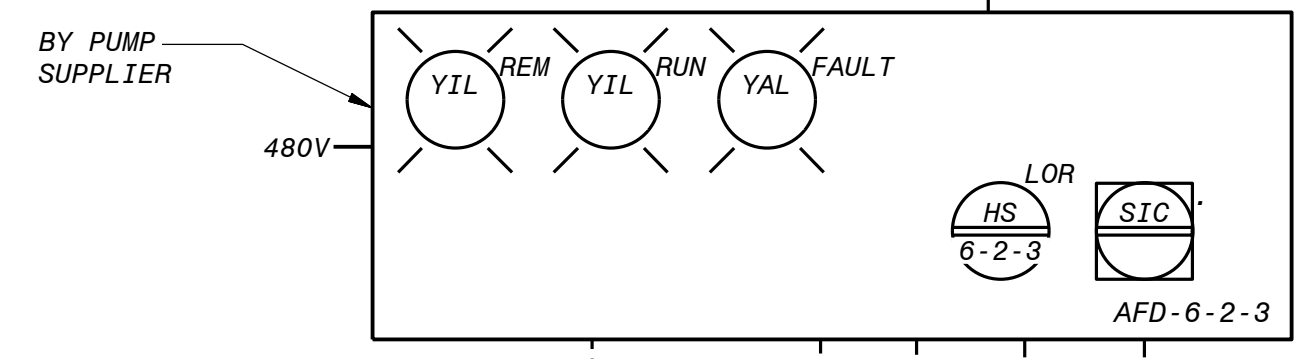 BY PUMP
SUPPLIER
480V
YIL
REM
YIL
RUN
YAL
FAULT
LOR
HS
6-2-3
SIC
AFD-6-2-3